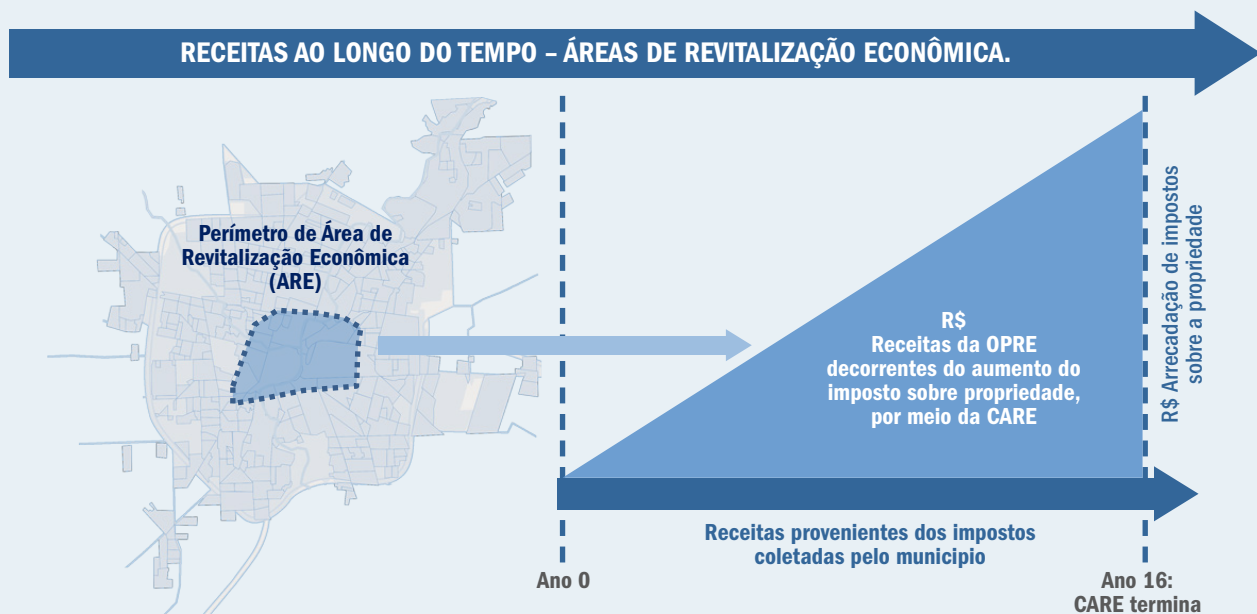 RECEITAS AO LONGO DO TEMPO – ÁREAS DE REVITALIZAÇÃO ECONÔMICA.
Perímetro de Área de
Revitalização Econômica
(ARE)
R$
Receitas da OPRE
decorrentes do aumento do
imposto sobre propriedade,
por meio da CARE
R$ Arrecadação de impostos
sobre a propriedade
Receitas provenientes dos impostos
coletadas pelo municipio
Ano 0
Ano 16:
CARE termina